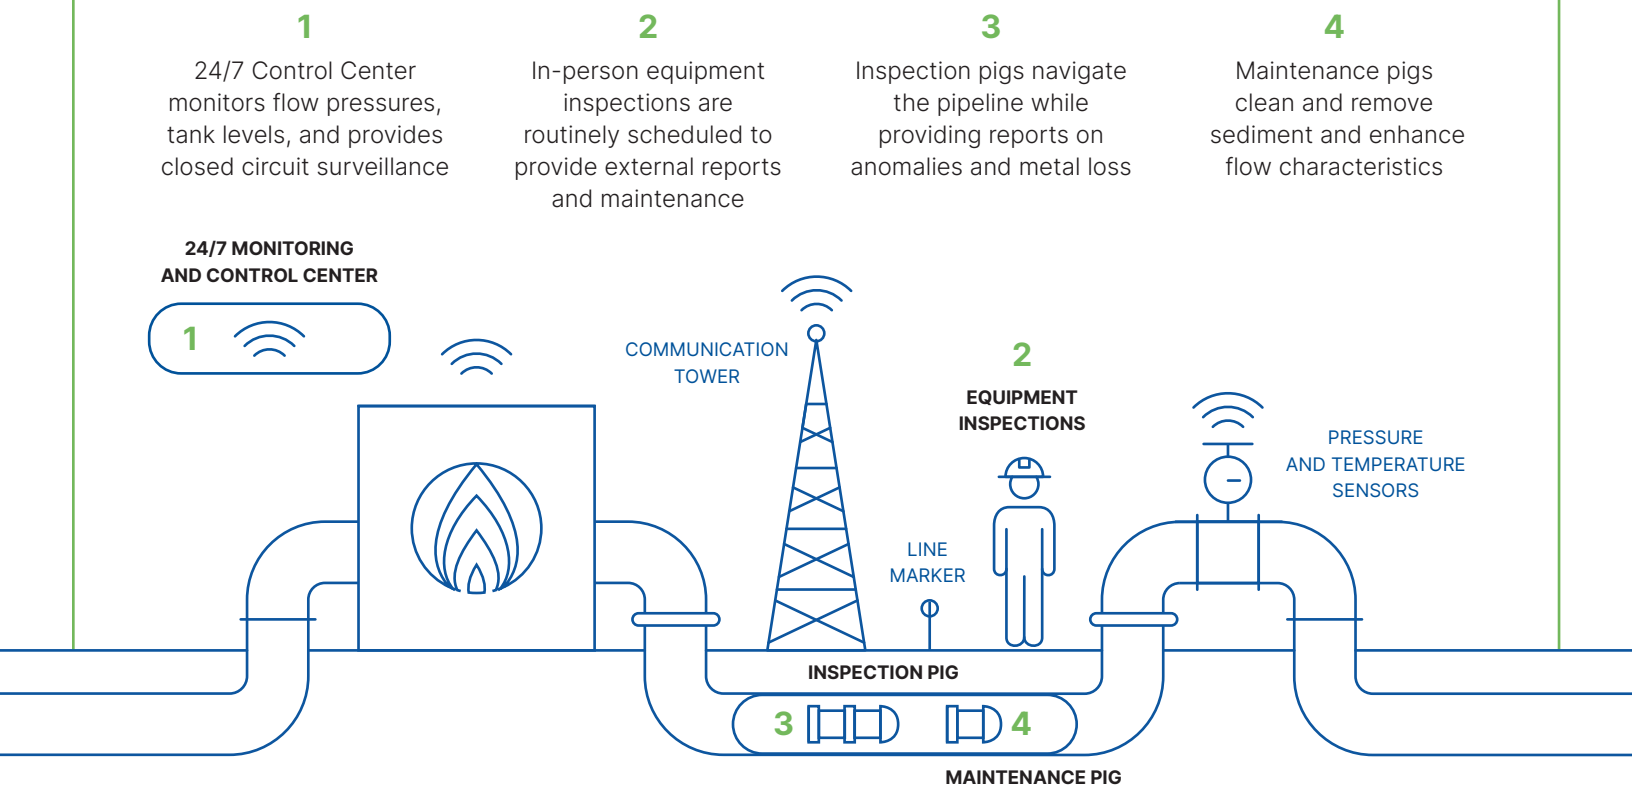 1
24/7 Control Center
monitors flow pressures,
tank levels, and provides
closed circuit surveillance
2
In-person equipment
inspections are
routinely scheduled to
provide external reports
and maintenance
3
Inspection pigs navigate
the pipeline while
providing reports on
anomalies and metal loss
4
Maintenance pigs
clean and remove
sediment and enhance
flow characteristics
24/7 MONITORING
AND CONTROL CENTER
1
COMMUNICATION
TOWER
2
EQUIPMENT
INSPECTIONS
PRESSURE
AND TEMPERATURE
SENSORS
LINE
MARKER
INSPECTION PIG
3
4
MAINTENANCE PIG